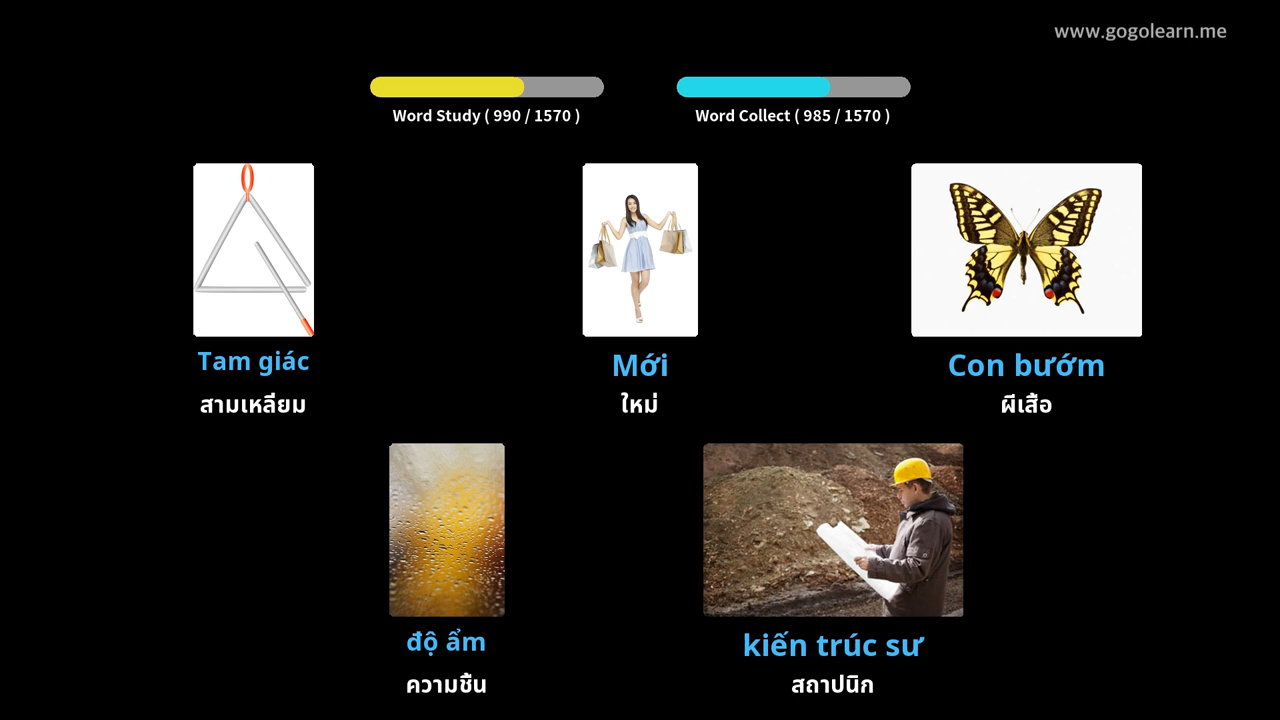 www.gogolearn.me
Word Study ( 990 / 1570 )
Word Collect ( 985 / 1570 )
Tam giác
Mới
Con bướm
สามเหลี่ยม
ใหม่
ผีเสื้อ
độ ẩm
kiến trúc sư
ความชื้น
สถาปนิก